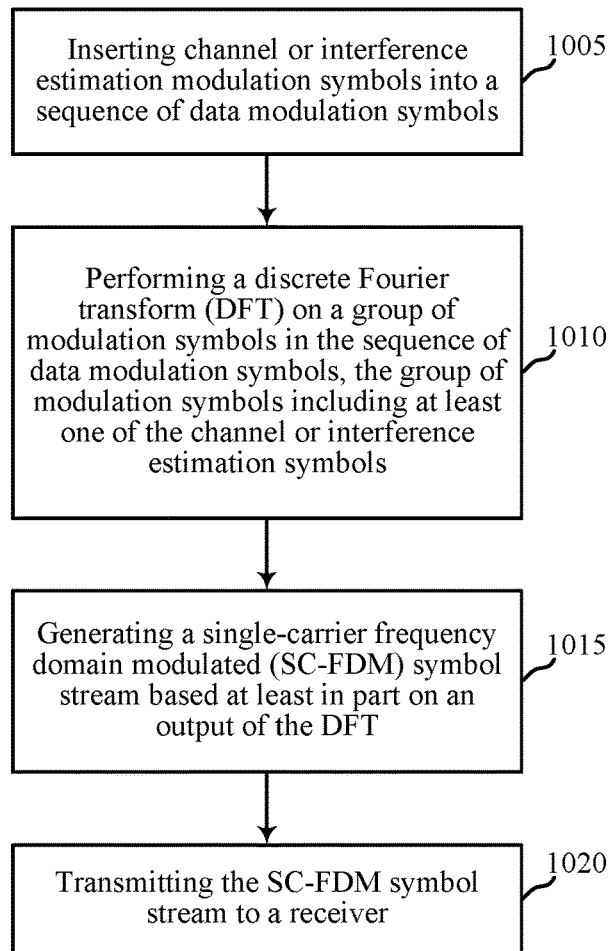 Inserting channel or interference
estimation modulation symbols into a
sequence of data modulation symbols
1005
Performing a discrete Fourier
transform (DFT) on a group of
modulation symbols in the sequence of
data modulation symbols, the group of
modulation symbols including at least
one of the channel or interference
estimation symbols
1010
Generating a single-carrier frequency
domain modulated (SC-FDM) symbol
stream based at least in part on an
output of the DFT
1015
Transmitting the SC-FDM symbol
stream to a receiver
1020